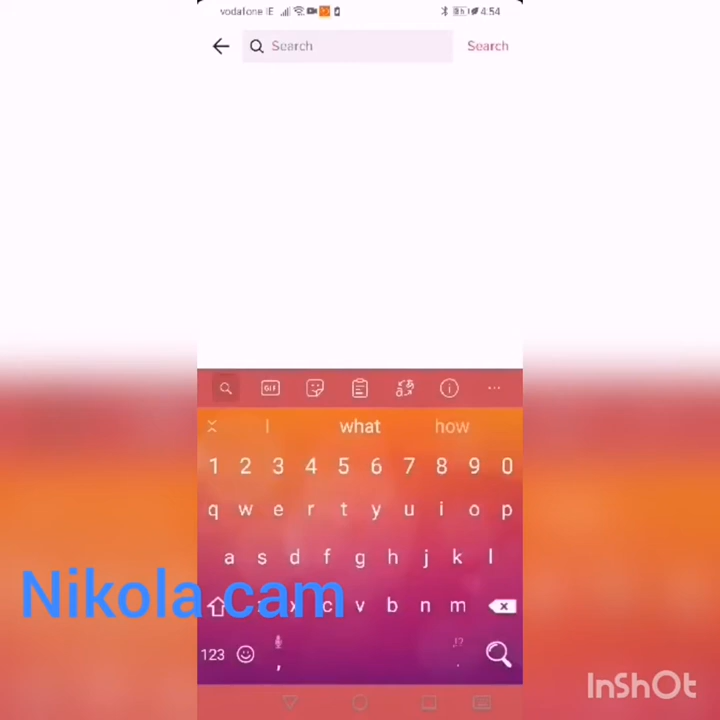 vodafone IE 4:54
Search Search
GIF
I what how
1 2 3 4 5 6 7 8 9 0
q w e r t y u i o p
a s d f g h j k l
Nikola cam
x c v b n m
123 , .
!?
InShOt